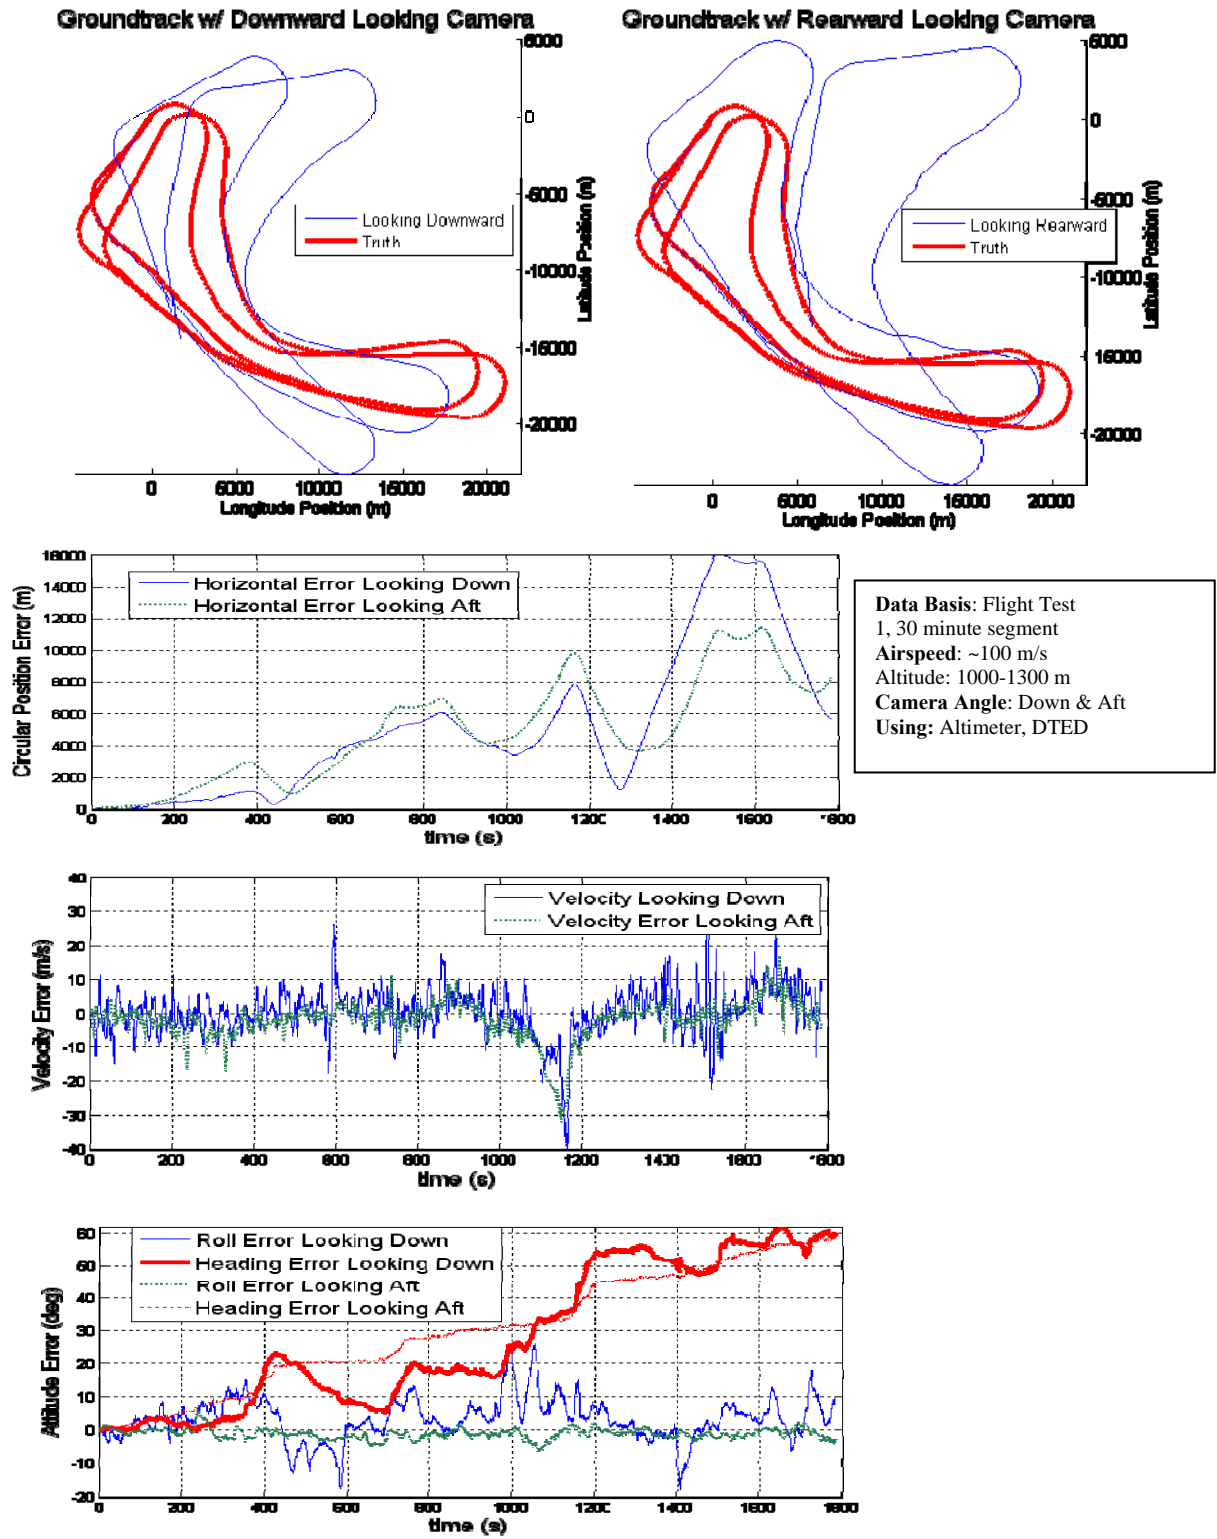 Groundtrack w/ Downward Looking Camera
Groundtrack w/ Rearward Looking Camera
5000
0
-5000
-10000
-15000
-20000
Latitude Position (m)
Looking Downward
Truth
0 5000 10000 15000 20000
Longitude Position (m)
5000
0
-5000
-10000
-15000
-20000
Latitude Position (m)
Looking Rearward
Truth
0 5000 10000 15000 20000
Longitude Position (m)
16000
14000
12000
10000
8000
6000
4000
2000
0
Circular Position Error (m)
Horizontal Error Looking Down
Horizontal Error Looking Aft
0 200 400 600 800 1000 1200 1400 1600 1800
time (s)
Data Basis: Flight Test
1, 30 minute segment
Airspeed: ~100 m/s
Altitude: 1000-1300 m
Camera Angle: Down & Aft
Using: Altimeter, DTED
40
30
20
10
0
-10
-20
-30
-40
Velocity Error (m/s)
Velocity Looking Down
Velocity Error Looking Aft
0 200 400 600 800 1000 1200 1400 1600 1800
time (s)
60
50
40
30
20
10
0
-10
-20
Attitude Error (deg)
Roll Error Looking Down
Heading Error Looking Down
Roll Error Looking Aft
Heading Error Looking Aft
0 200 400 600 800 1000 1200 1400 1600 1800
time (s)